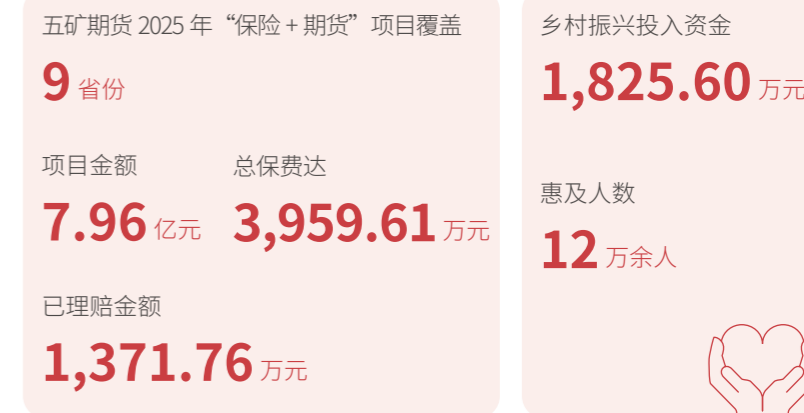 五矿期货 2025 年“保险 + 期货”项目覆盖
9 省份
项目金额
7.96 亿元
总保费达
3,959.61 万元
已理赔金额
1,371.76 万元
乡村振兴投入资金
1,825.60 万元
惠及人数
12 万余人